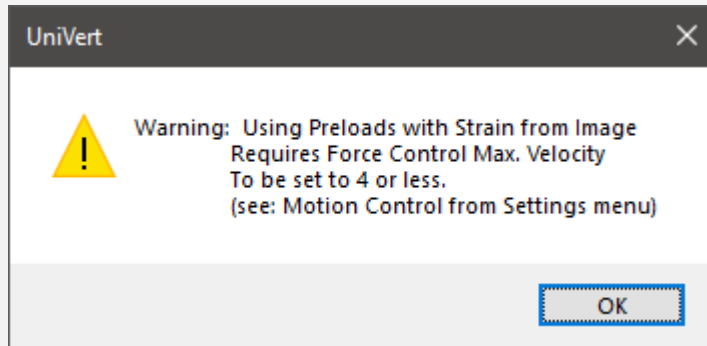 UniVert
Warning:  Using Preloads with Strain from Image
Requires Force Control Max. Velocity
To be set to 4 or less.
(see: Motion Control from Settings menu)
OK